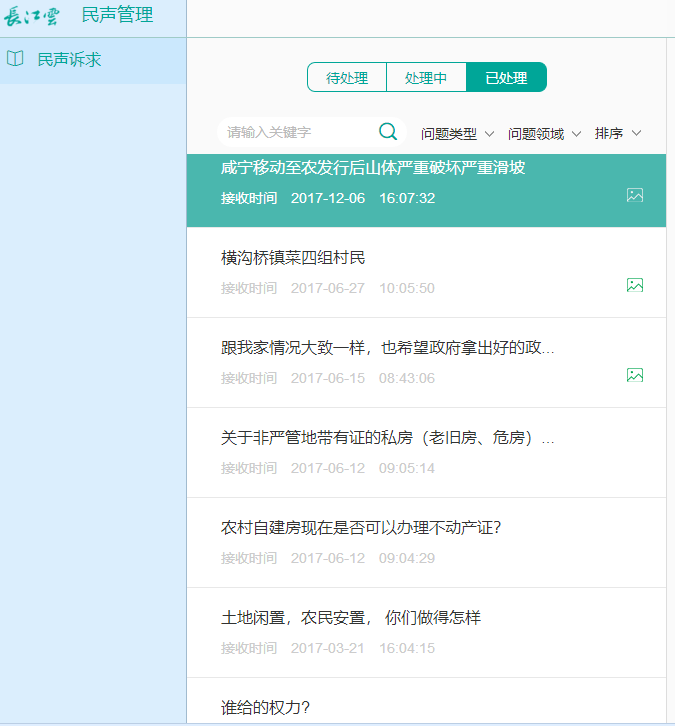 長江雲 民声管理
民声诉求
待处理 处理中 已处理
请输入关键字 问题类型 问题领域 排序
咸宁移动至农发行后山体严重破坏严重滑坡
接收时间 2017-12-06 16:07:32
横沟桥镇菜四组村民
接收时间 2017-06-27 10:05:50
跟我家情况大致一样，也希望政府拿出好的政...
接收时间 2017-06-15 08:43:06
关于非严管地带有证的私房（老旧房、危房）...
接收时间 2017-06-12 09:05:14
农村自建房现在是否可以办理不动产证？
接收时间 2017-06-12 09:04:29
土地闲置，农民安置， 你们做得怎样
接收时间 2017-03-21 16:04:15
谁给的权力？